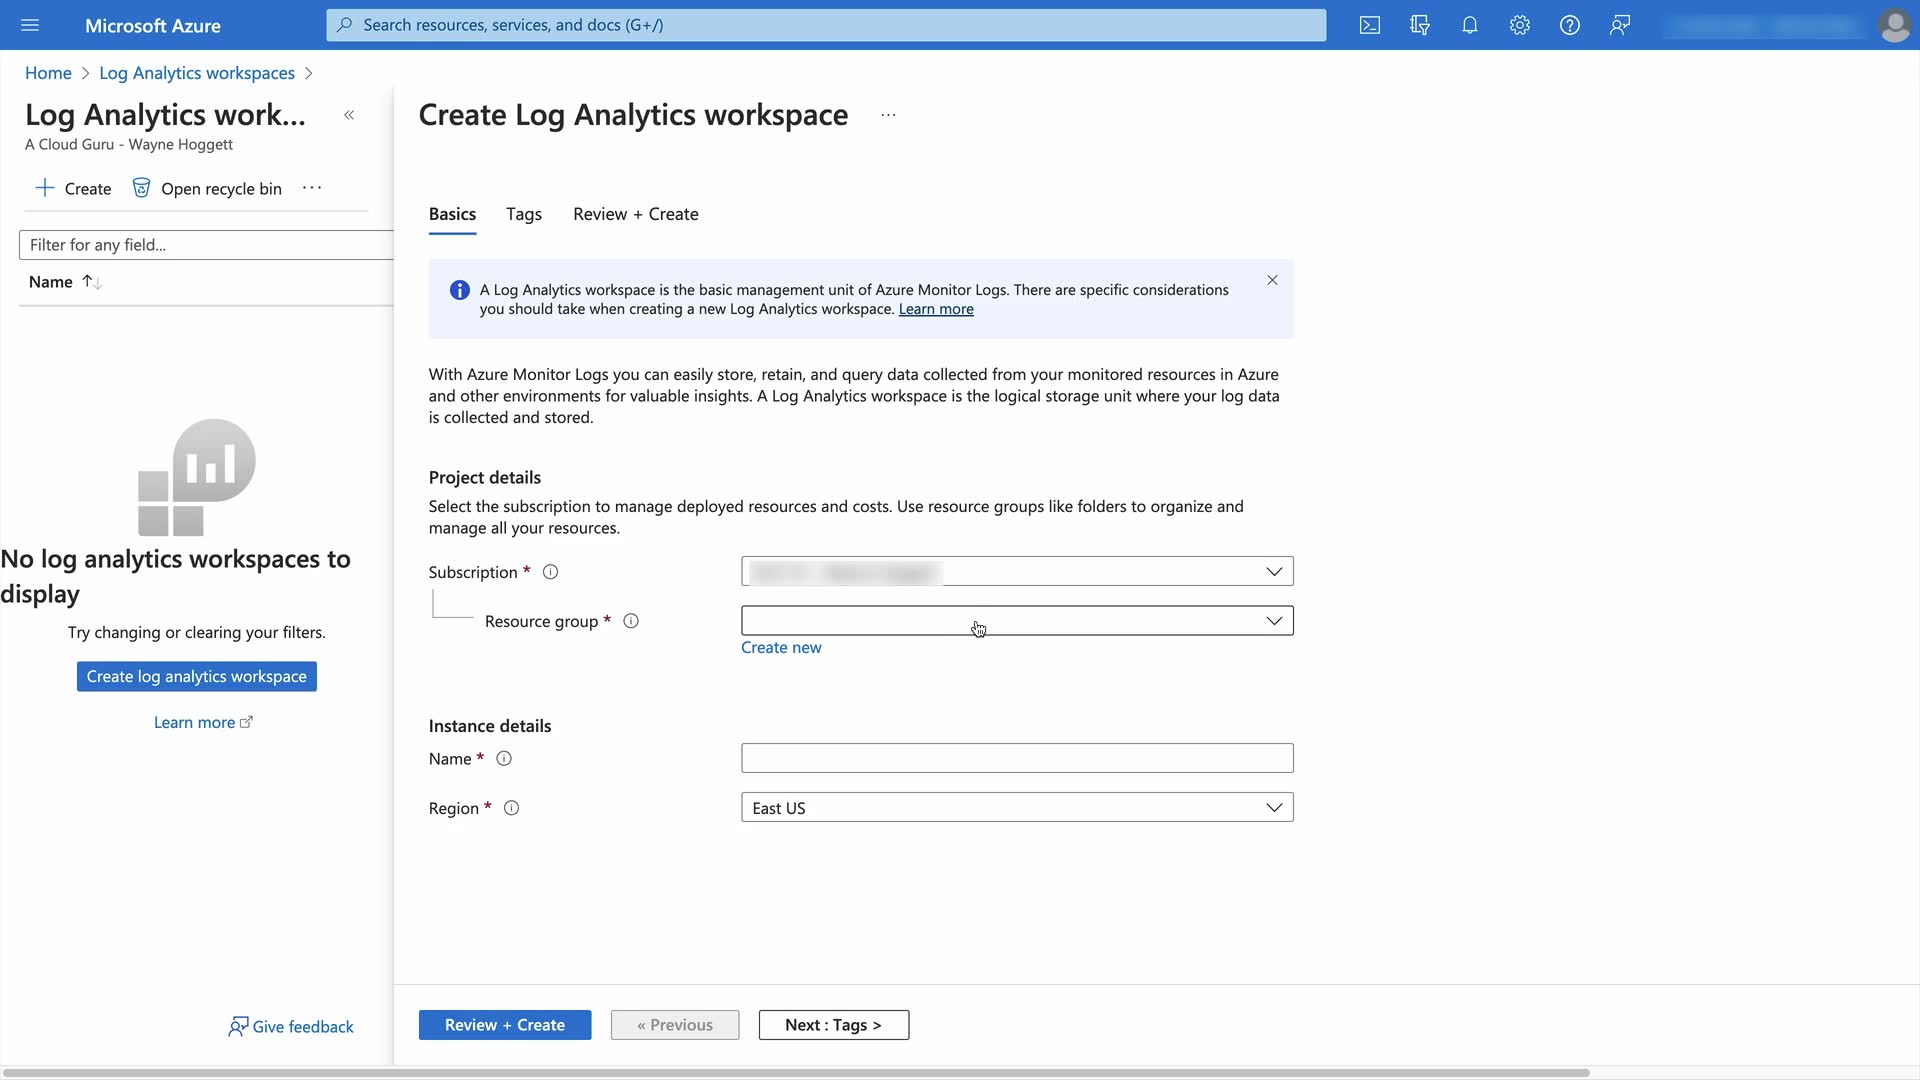 Microsoft Azure
Search resources, services, and docs (G+/)
Home > Log Analytics workspaces >
Log Analytics work...
«
A Cloud Guru - Wayne Hoggett
+ Create
Open recycle bin
...
Filter for any field...
Name ↑↓
No log analytics workspaces to
display
Try changing or clearing your filters.
Create log analytics workspace
Learn more
Give feedback
Create Log Analytics workspace
...
Basics
Tags
Review + Create
A Log Analytics workspace is the basic management unit of Azure Monitor Logs. There are specific considerations
you should take when creating a new Log Analytics workspace. Learn more
With Azure Monitor Logs you can easily store, retain, and query data collected from your monitored resources in Azure
and other environments for valuable insights. A Log Analytics workspace is the logical storage unit where your log data
is collected and stored.
Project details
Select the subscription to manage deployed resources and costs. Use resource groups like folders to organize and
manage all your resources.
Subscription *
Resource group *
Create new
Instance details
Name *
Region *
East US
Review + Create
« Previous
Next : Tags >